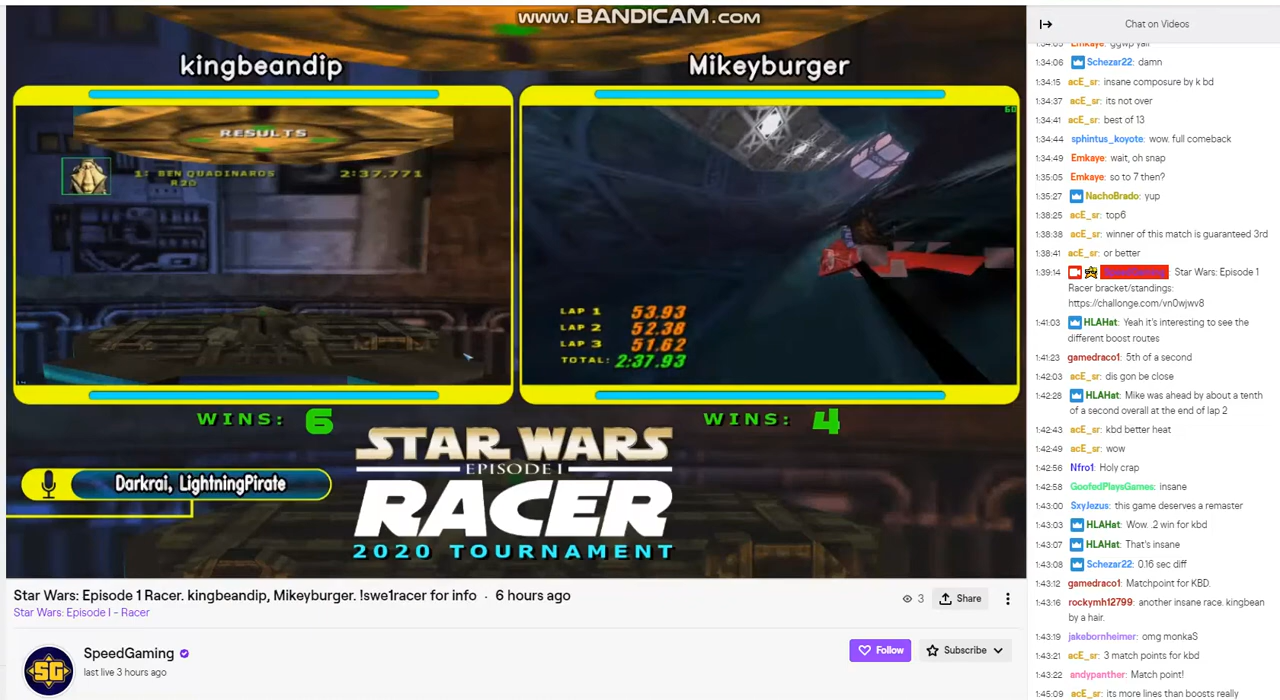 www.BANDICAM.com
kingbeandip
Mikeyburger
RESULTS
1: BEN QUADINAROS 2:37.771
60
LAP 1 53.93
LAP 2 52.38
LAP 3 51.62
TOTAL: 2:37.93
WINS: 6
WINS: 4
STAR WARS
EPISODE I
RACER
2020 TOURNAMENT
Darkrai, LightningPirate
Star Wars: Episode 1 Racer. kingbeandip, Mikeyburger. !swe1racer for info · 6 hours ago
Star Wars: Episode I - Racer
3
Share
SG
SpeedGaming
last live 3 hours ago
Follow
Subscribe
Chat on Videos
1:34:05 Emkaye: ggwp yall
1:34:06 Schezar22: damn
1:34:15 acE_sr: insane composure by k bd
1:34:37 acE_sr: its not over
1:34:41 acE_sr: best of 13
1:34:44 sphintus_koyote: wow. full comeback
1:34:49 Emkaye: wait, oh snap
1:35:05 Emkaye: so to 7 then?
1:35:27 NachoBrado: yup
1:38:25 acE_sr: top6
1:38:38 acE_sr: winner of this match is guaranteed 3rd
1:38:41 acE_sr: or better
1:39:14 SpeedGaming: Star Wars: Episode 1
Racer bracket/standings:
https://challonge.com/vn0wjwv8
1:41:03 HLAHat: Yeah it's interesting to see the
different boost routes
1:41:23 gamedraco1: 5th of a second
1:42:03 acE_sr: dis gon be close
1:42:28 HLAHat: Mike was ahead by about a tenth
of a second overall at the end of lap 2
1:42:43 acE_sr: kbd better heat
1:42:49 acE_sr: wow
1:42:56 Nfro1: Holy crap
1:42:58 GoofedPlaysGames: insane
1:43:00 SxyJezus: this game deserves a remaster
1:43:03 HLAHat: Wow. .2 win for kbd
1:43:07 HLAHat: That's insane
1:43:08 Schezar22: 0.16 sec diff
1:43:12 gamedraco1: Matchpoint for KBD.
1:43:16 rockymh12799: another insane race. kingbean
by a hair.
1:43:19 jakebornheimer: omg monkaS
1:43:21 acE_sr: 3 match points for kbd
1:43:22 andypanther: Match point!
1:45:09 acE_sr: its more lines than boosts really